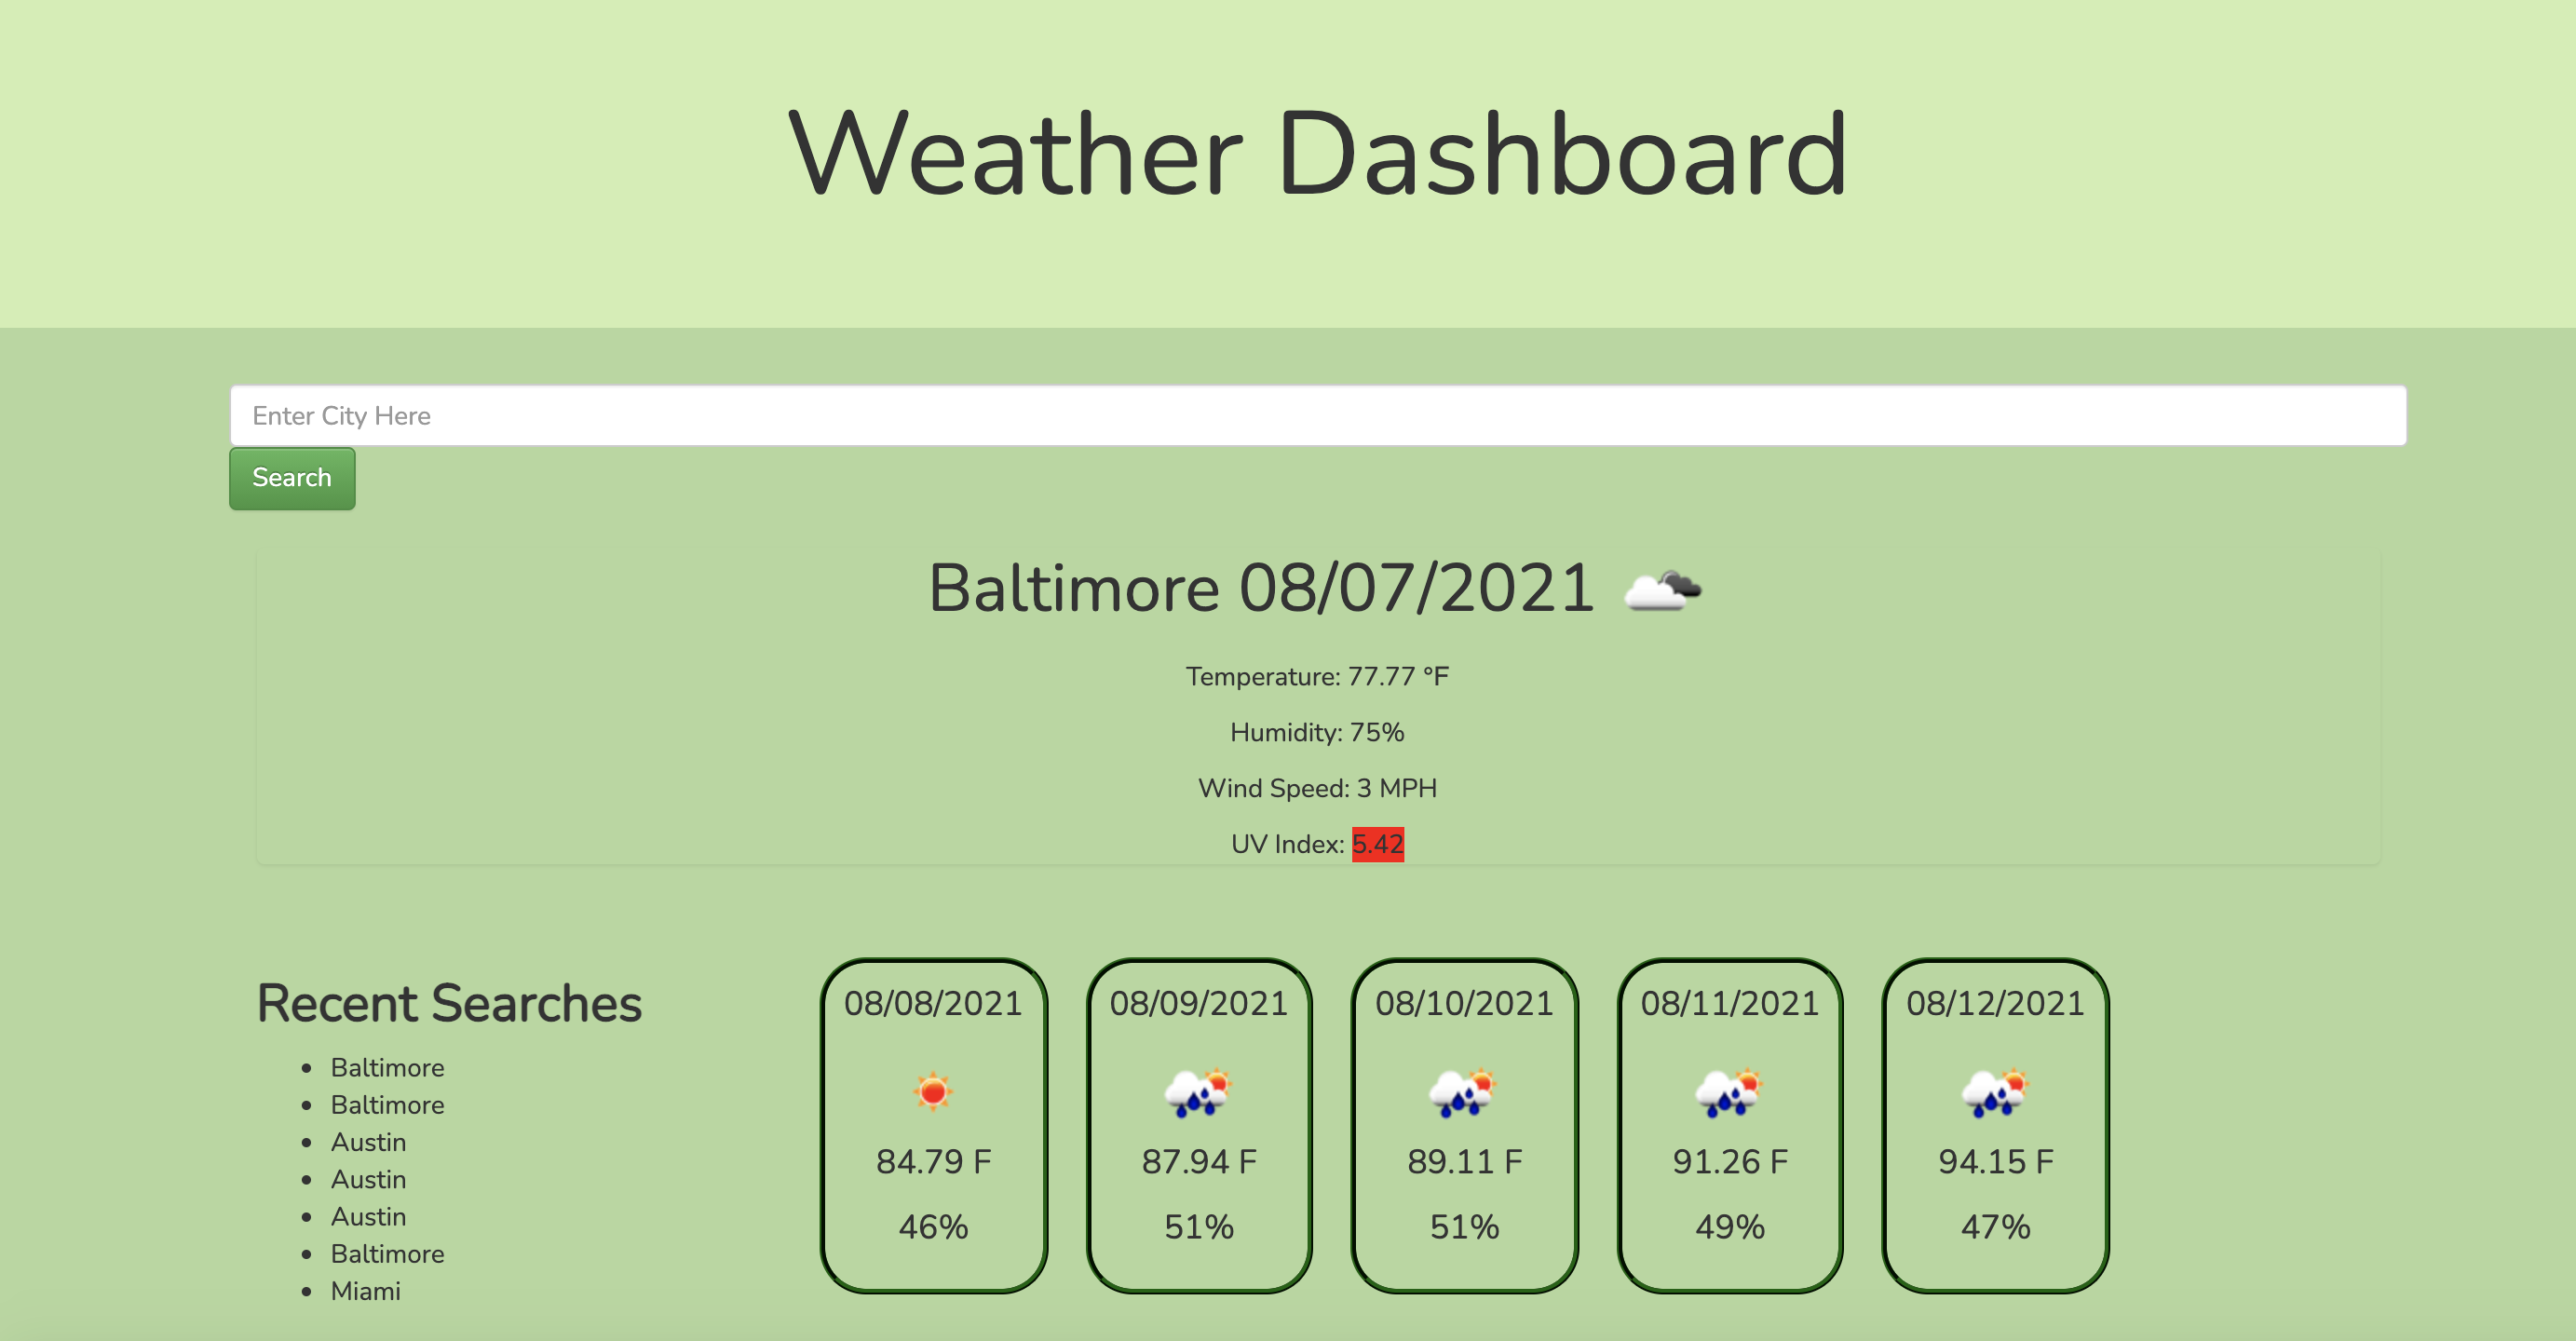 Weather Dashboard
Enter City Here
Search
Baltimore 08/07/2021
Temperature: 77.77 °F
Humidity: 75%
Wind Speed: 3 MPH
UV Index: 5.42
Recent Searches
Baltimore
Baltimore
Austin
Austin
Austin
Baltimore
Miami
08/08/2021
84.79 F
46%
08/09/2021
87.94 F
51%
08/10/2021
89.11 F
51%
08/11/2021
91.26 F
49%
08/12/2021
94.15 F
47%